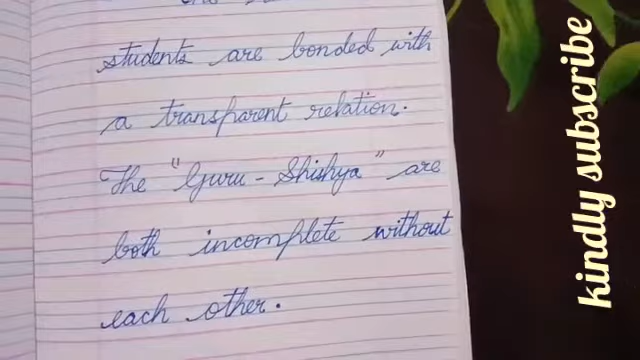 students are bonded with
a transparent relation.
The "Guru - Shishya" are
both incomplete without
each other.
kindly subscribe